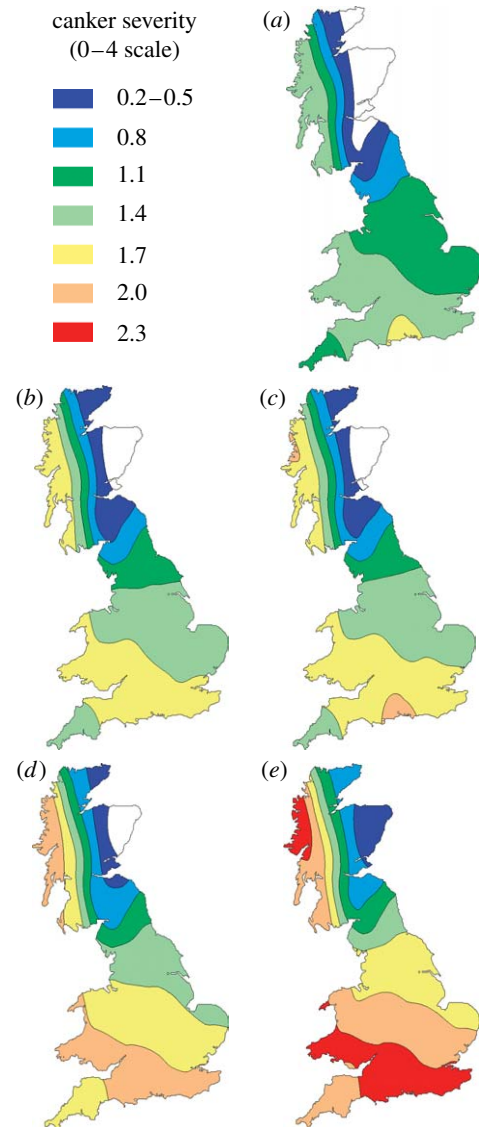 canker severity
(0–4 scale)
0.2–0.5
0.8
1.1
1.4
1.7
2.0
2.3
(a)
(b)
(c)
(d)
(e)